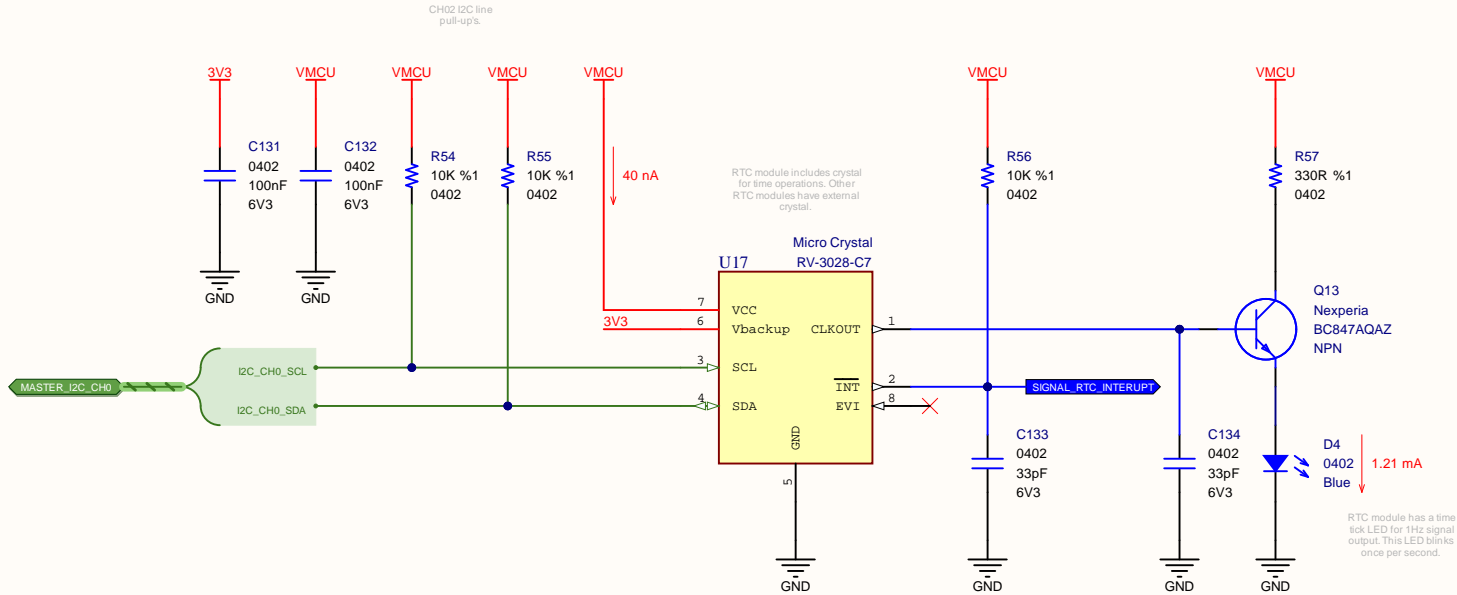 CH02 I2C line
pull-up's.
3V3
VMCU
VMCU
VMCU
VMCU
VMCU
VMCU
C131
0402
100nF
6V3
C132
0402
100nF
6V3
R54
10K %1
0402
R55
10K %1
0402
40 nA
RTC module includes crystal
for time operations. Other
RTC modules have external
crystal.
R56
10K %1
0402
R57
330R %1
0402
GND
GND
Micro Crystal
U17
RV-3028-C7
7
VCC
3V3
6
Vbackup
CLKOUT
1
3
SCL
4
SDA
INT
2
EVI
8
GND
5
MASTER_I2C_CH0
I2C_CH0_SCL
I2C_CH0_SDA
SIGNAL_RTC_INTERUPT
Q13
Nexperia
BC847AQAZ
NPN
C133
0402
33pF
6V3
C134
0402
33pF
6V3
D4
0402
Blue
1.21 mA
RTC module has a time
tick LED for 1Hz signal
output. This LED blinks
once per second.
GND
GND
GND
GND